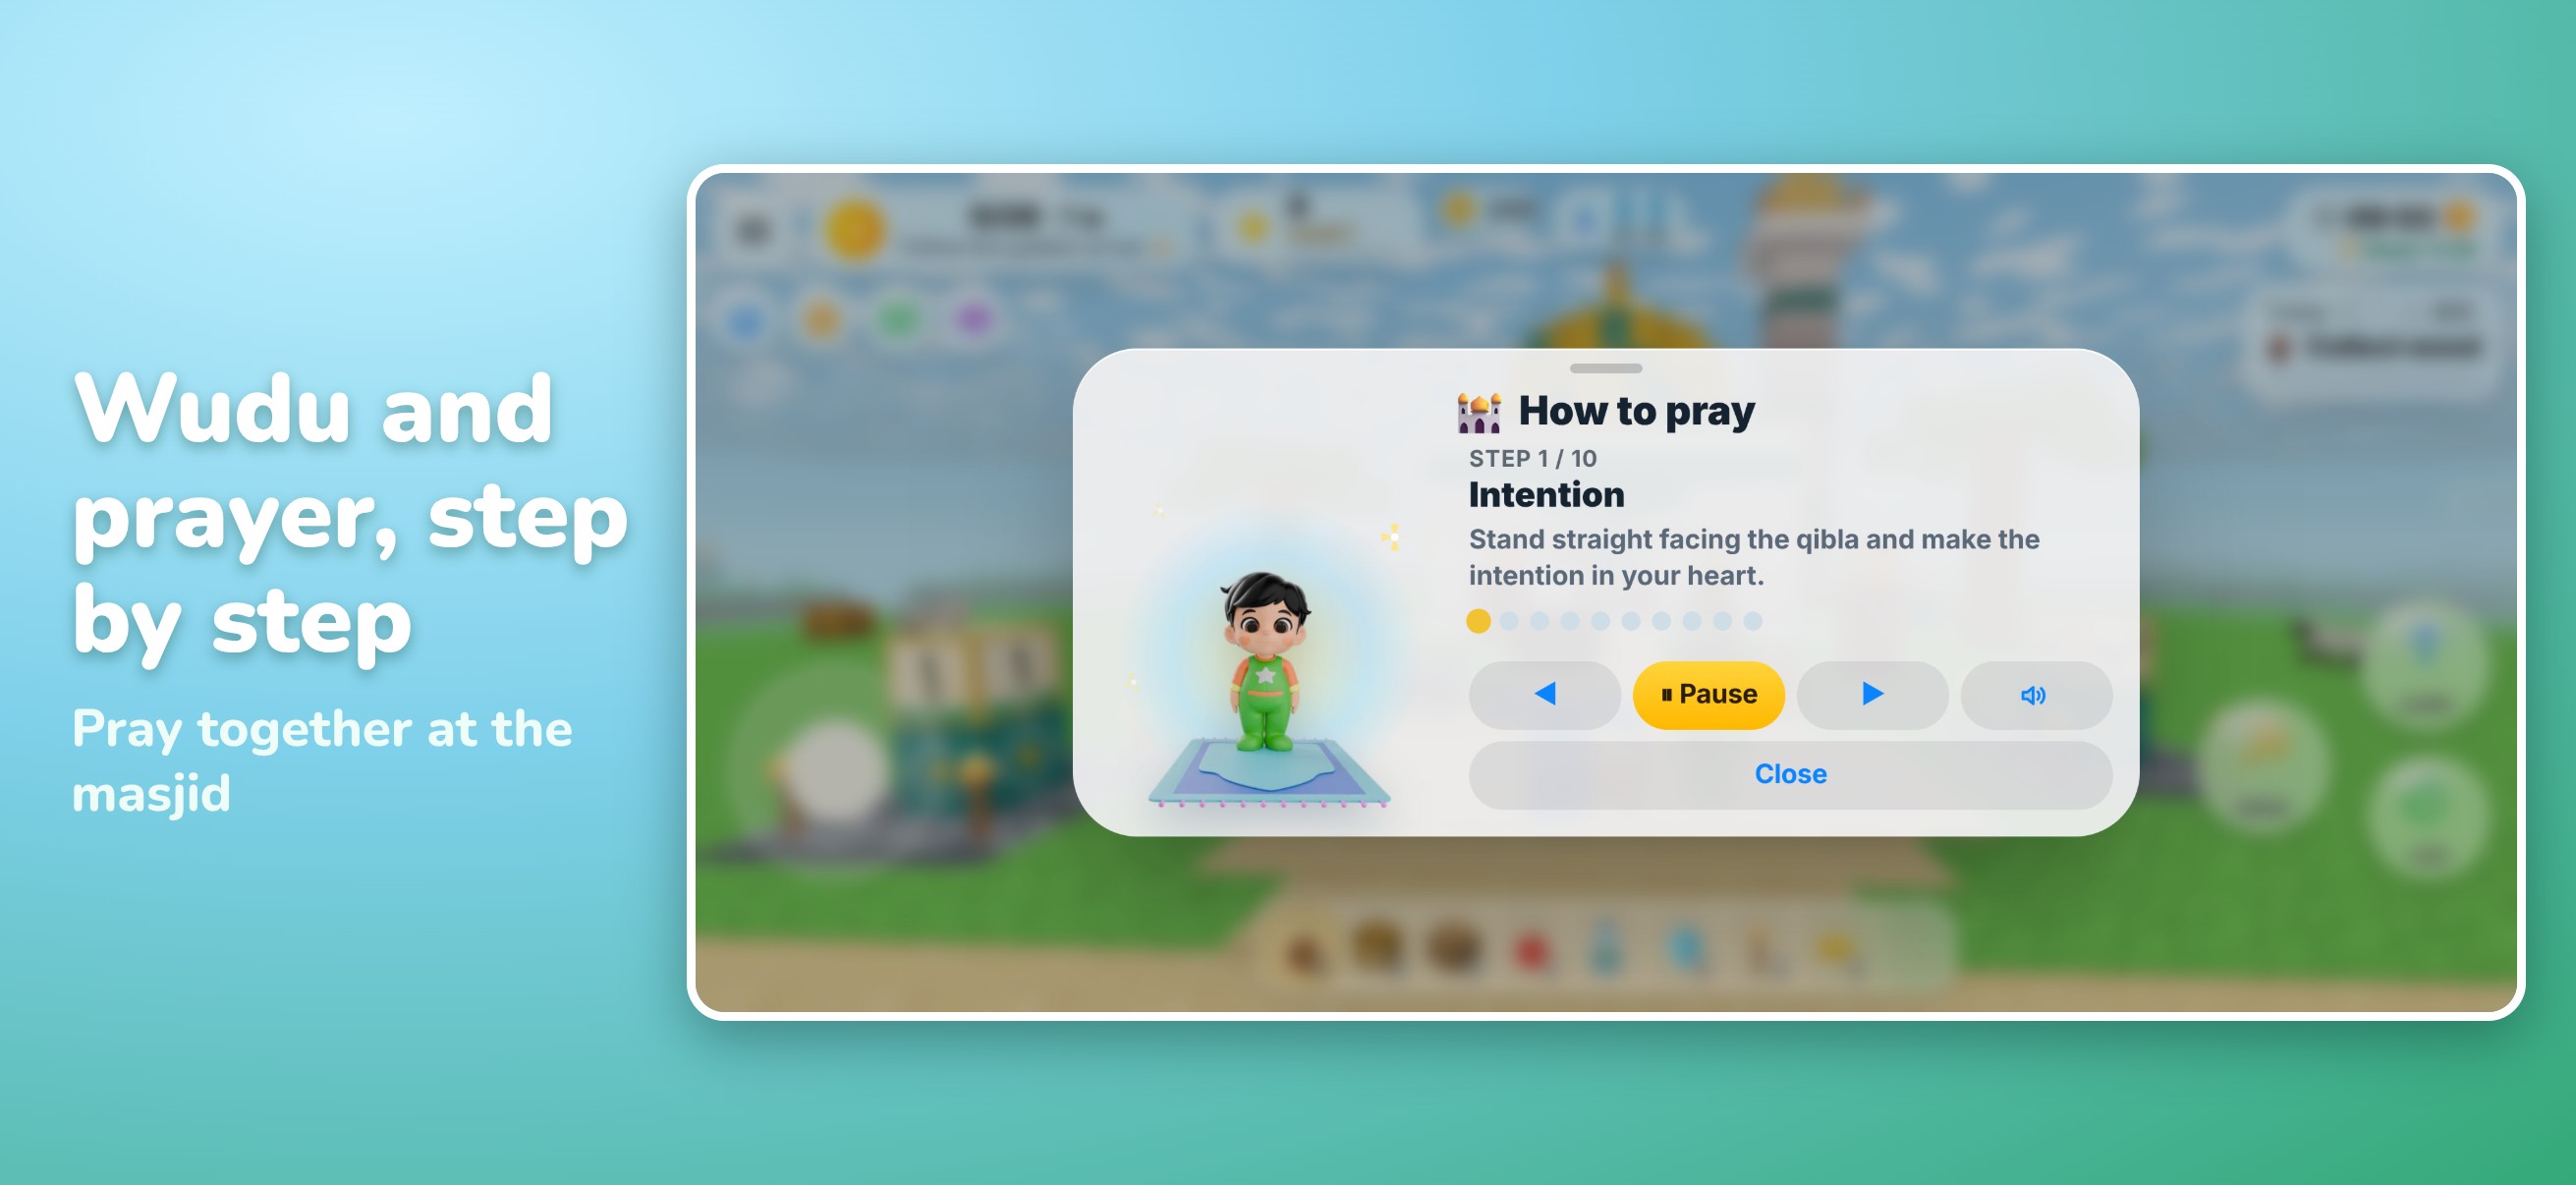 Wudu and
prayer, step
by step
Pray together at the
masjid
How to pray
STEP 1 / 10
Intention
Stand straight facing the qibla and make the
intention in your heart.
Pause
Close